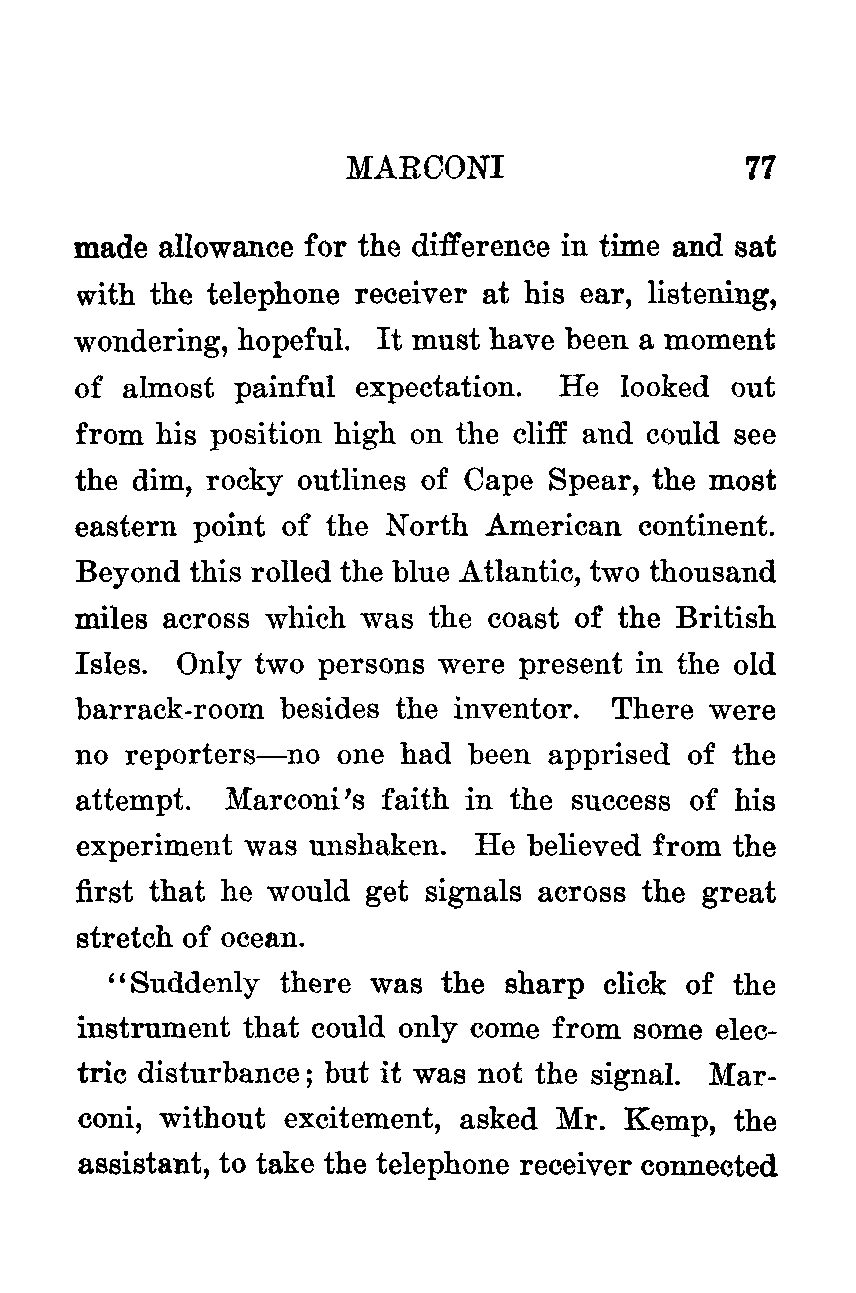 MARCONI 77
made allowance for the difference in time and sat
with the telephone receiver at his ear, listening,
wondering, hopeful. It must have been a moment
of almost painful expectation. He looked out
from his position high on the cliff and could see
the dim, rocky outlines of Cape Spear, the most
eastern point of the North American continent.
Beyond this rolled the blue Atlantic, two thousand
miles across which was the coast of the British
Isles. Only two persons were present in the old
barrack-room besides the inventor. There were
no reporters—no one had been apprised of the
attempt. Marconi's faith in the success of his
experiment was unshaken. He believed from the
first that he would get signals across the great
stretch of ocean.
“Suddenly there was the sharp click of the
instrument that could only come from some elec-
tric disturbance; but it was not the signal. Mar-
coni, without excitement, asked Mr. Kemp, the
assistant, to take the telephone receiver connected